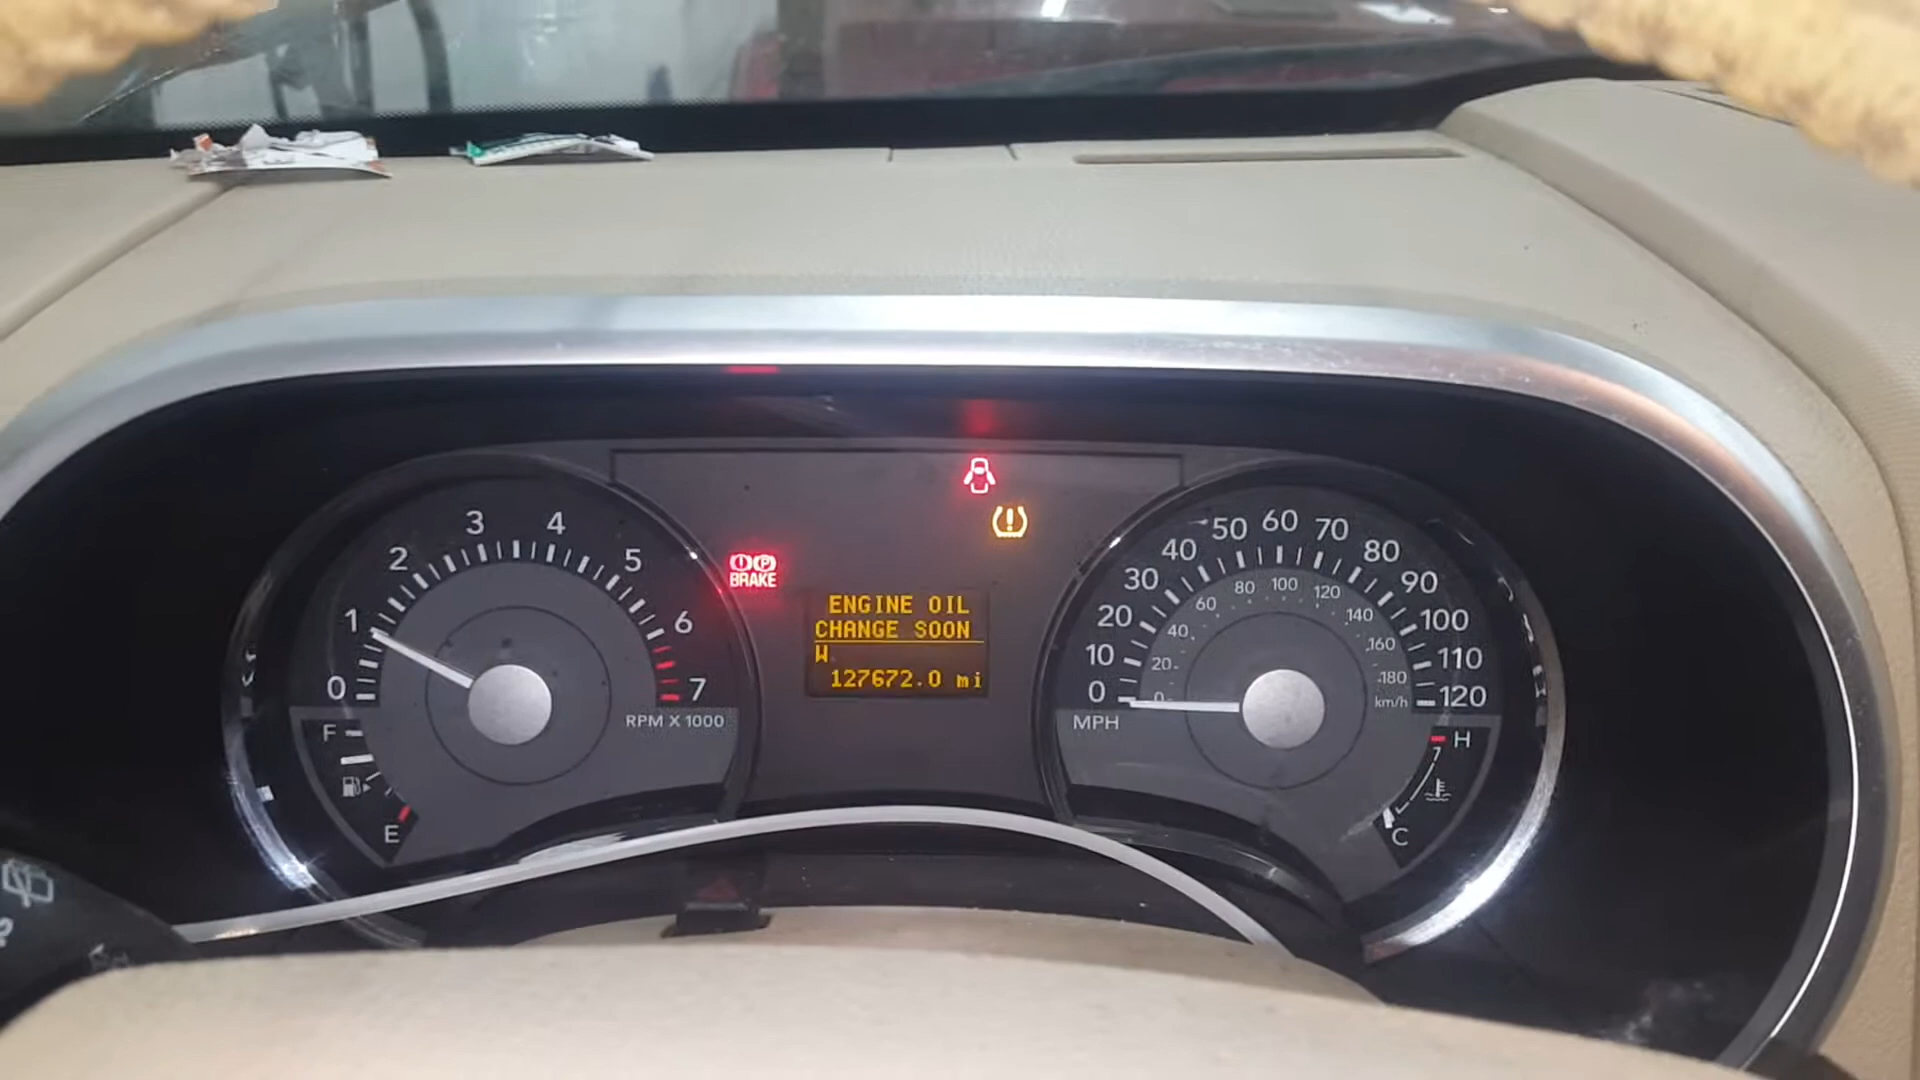 ENGINE OIL
CHANGE SOON
W
127672.0 mi
BRAKE
P
0 1 2 3 4 5 6 7
RPM X 1000
F
E
0 10 20 30 40 50 60 70 80 90 100 110 120
MPH
0 20 40 60 80 100 120 140 160 180
km/h
H
C